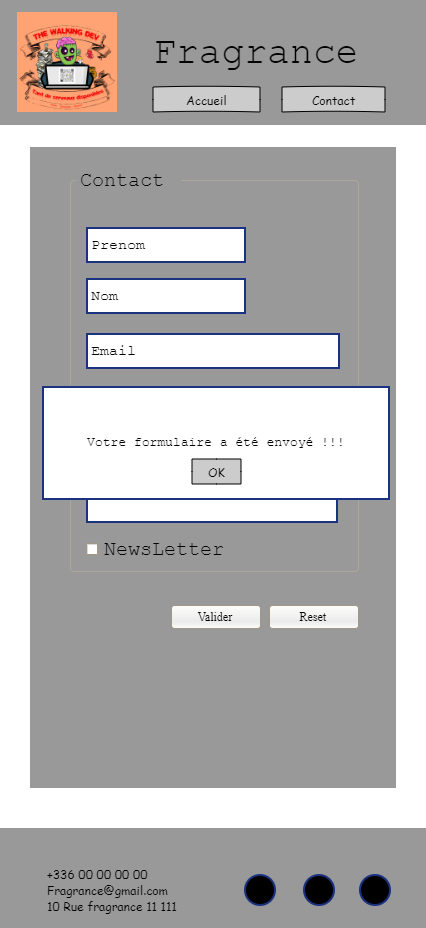 THE WALKING DEV
Fragrance
Accueil
Contact
Contact
Prenom
Nom
Email
Votre formulaire a été envoyé !!!
OK
NewsLetter
Valider
Reset
+336 00 00 00 00
Fragrance@gmail.com
10 Rue fragrance 11 111